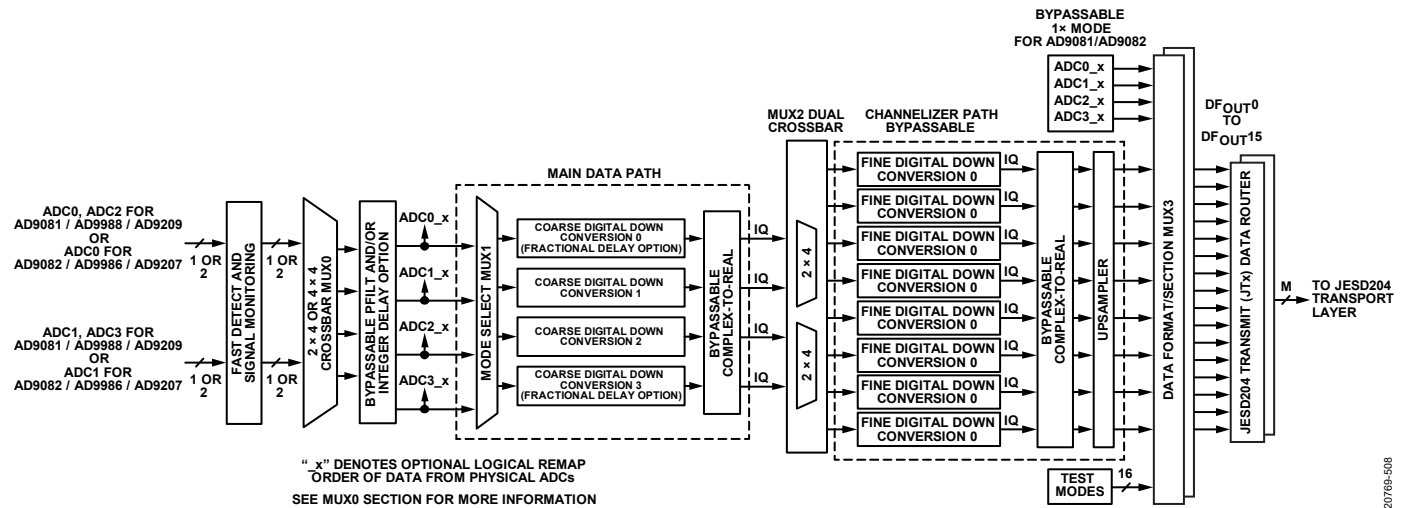 BYPASSABLE
1× MODE
FOR AD9081/AD9082
ADC0_x
ADC1_x
ADC2_x
ADC3_x
DFOUT0
TO
DFOUT15
MUX2 DUAL
CROSSBAR
CHANNELIZER PATH
BYPASSABLE
MAIN DATA PATH
ADC0, ADC2 FOR
AD9081 / AD9988 / AD9209
OR
ADC0 FOR
AD9082 / AD9986 / AD9207
1 OR
2
ADC1, ADC3 FOR
AD9081 / AD9988 / AD9209
OR
ADC1 FOR
AD9082 / AD9986 / AD9207
1 OR
2
FAST DETECT AND
SIGNAL MONITORING
1 OR
2
1 OR
2
2 × 4 OR 4 × 4
CROSSBAR MUX0
BYPASSABLE PFILT AND/OR
INTEGER DELAY OPTION
ADC0_x
ADC1_x
ADC2_x
ADC3_x
MODE SELECT MUX1
COARSE DIGITAL DOWN
CONVERSION 0
(FRACTIONAL DELAY OPTION)
COARSE DIGITAL DOWN
CONVERSION 1
COARSE DIGITAL DOWN
CONVERSION 2
COARSE DIGITAL DOWN
CONVERSION 3
(FRACTIONAL DELAY OPTION)
BYPASSABLE
COMPLEX-TO-REAL
IQ
IQ
IQ
IQ
2 × 4
2 × 4
FINE DIGITAL DOWN
CONVERSION 0
IQ
FINE DIGITAL DOWN
CONVERSION 0
IQ
FINE DIGITAL DOWN
CONVERSION 0
IQ
FINE DIGITAL DOWN
CONVERSION 0
IQ
FINE DIGITAL DOWN
CONVERSION 0
IQ
FINE DIGITAL DOWN
CONVERSION 0
IQ
FINE DIGITAL DOWN
CONVERSION 0
IQ
FINE DIGITAL DOWN
CONVERSION 0
IQ
BYPASSABLE
COMPLEX-TO-REAL
UPSAMPLER
DATA FORMAT/SECTION MUX3
JESD204 TRANSMIT (JTx) DATA ROUTER
M
TO JESD204
TRANSPORT
LAYER
TEST
MODES
16
“_x” DENOTES OPTIONAL LOGICAL REMAP
ORDER OF DATA FROM PHYSICAL ADCs
SEE MUX0 SECTION FOR MORE INFORMATION
20769-508